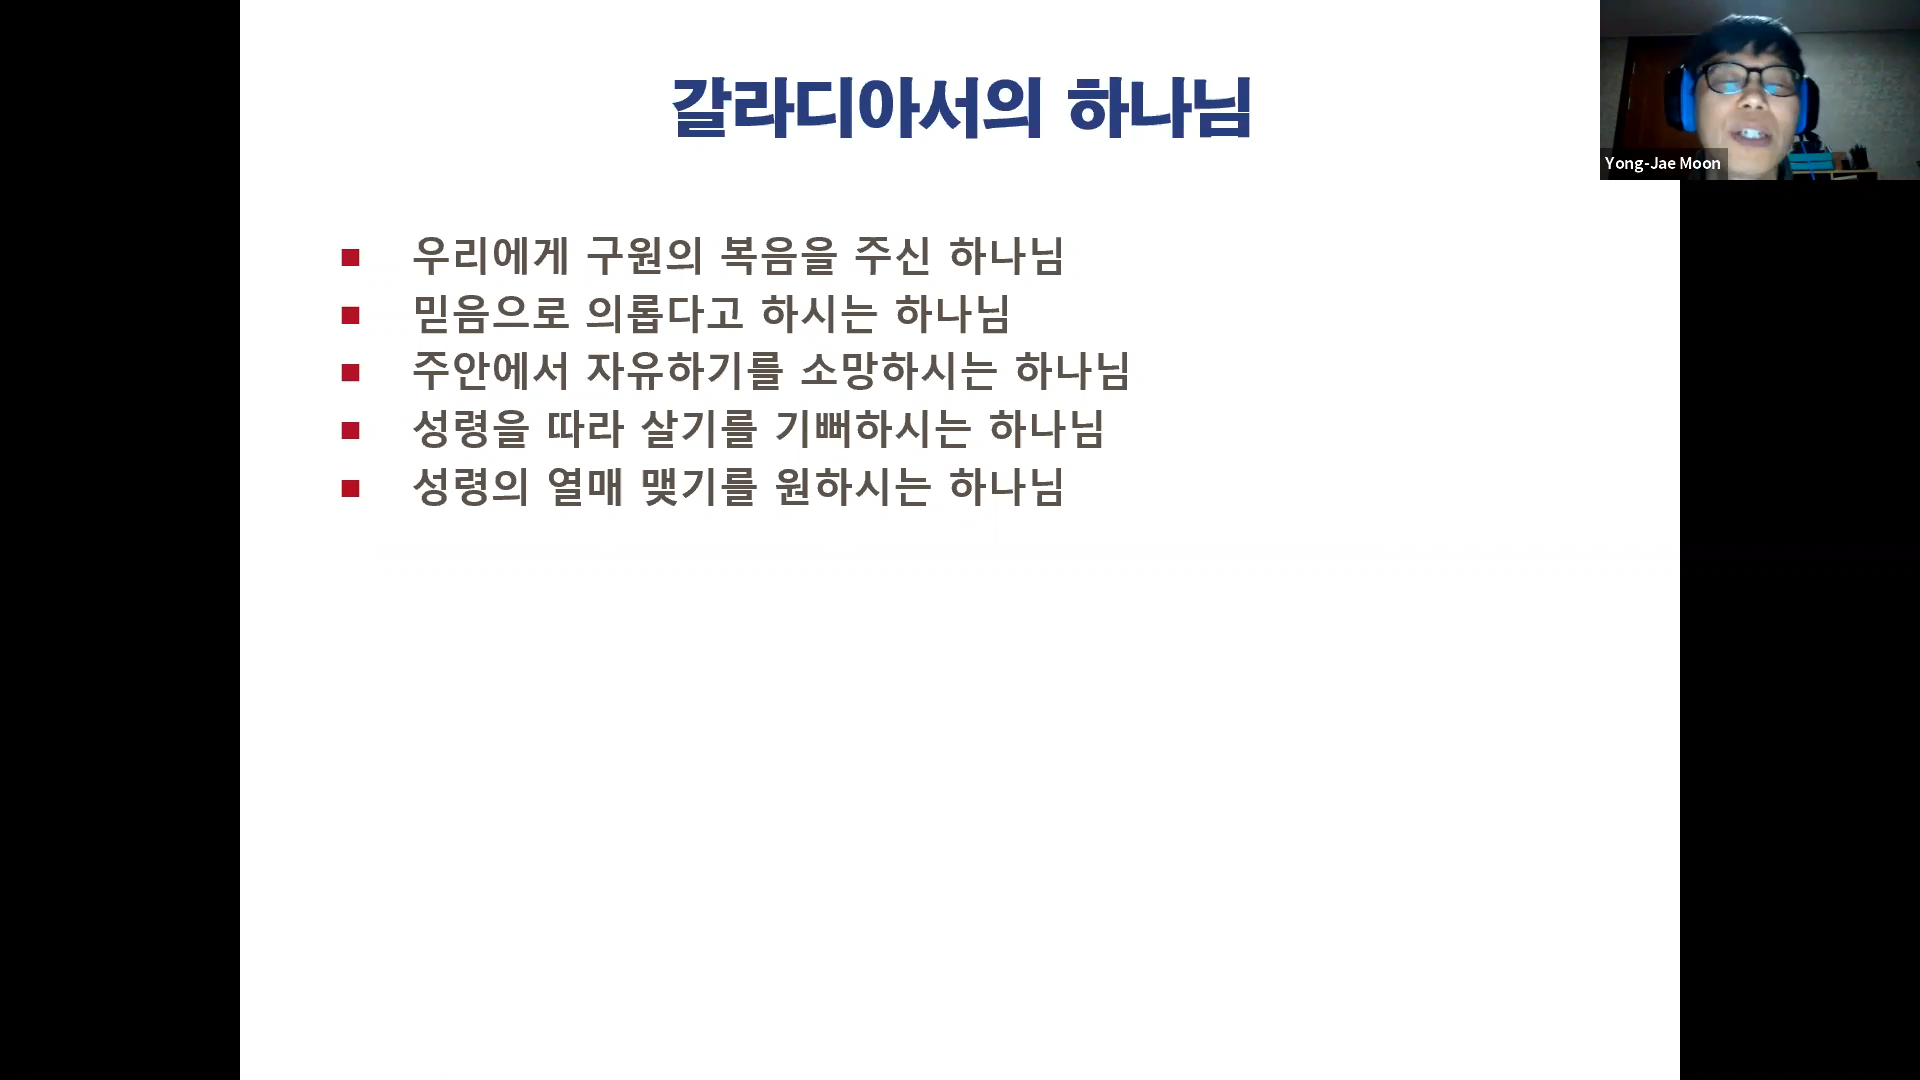 갈라디아서의 하나님
Yong-Jae Moon
■ 우리에게 구원의 복음을 주신 하나님
■ 믿음으로 의롭다고 하시는 하나님
■ 주안에서 자유하기를 소망하시는 하나님
■ 성령을 따라 살기를 기뻐하시는 하나님
■ 성령의 열매 맺기를 원하시는 하나님